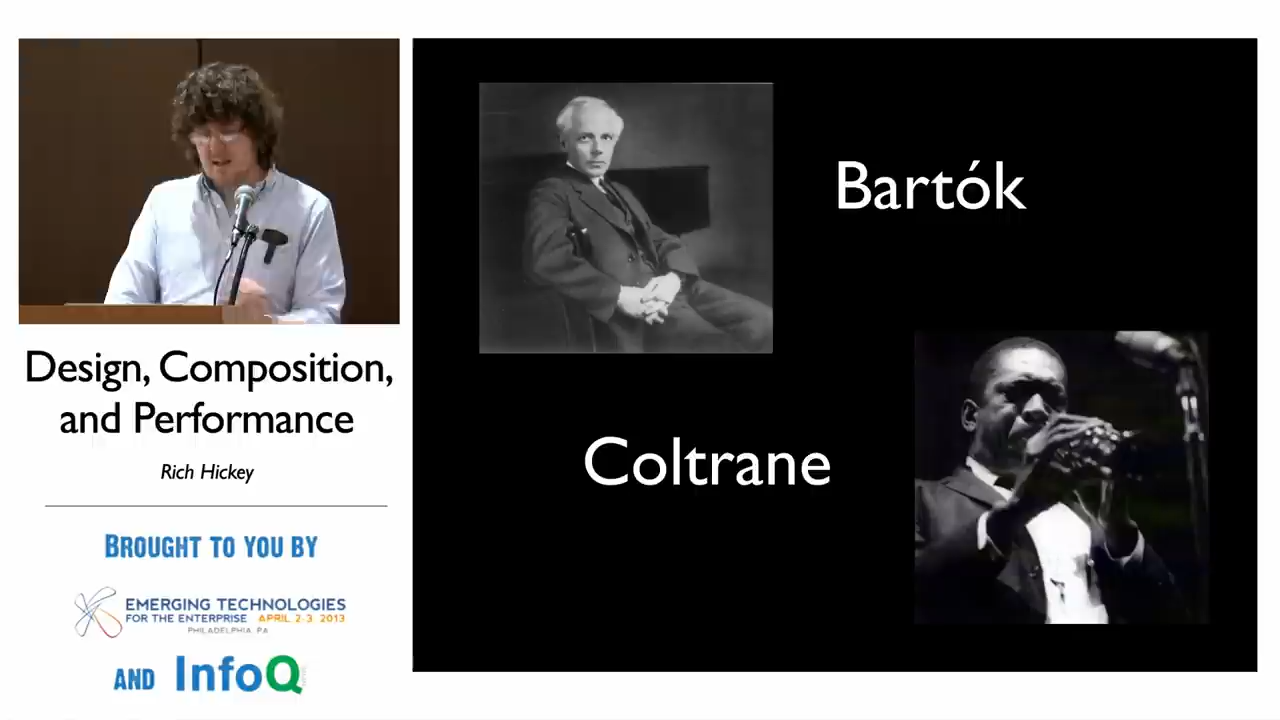 Design, Composition,
and Performance
Rich Hickey
BROUGHT TO YOU BY
EMERGING TECHNOLOGIES
FOR THE ENTERPRISE APRIL 2-3 2013
PHILADELPHIA, PA
AND InfoQ
Bartók
Coltrane